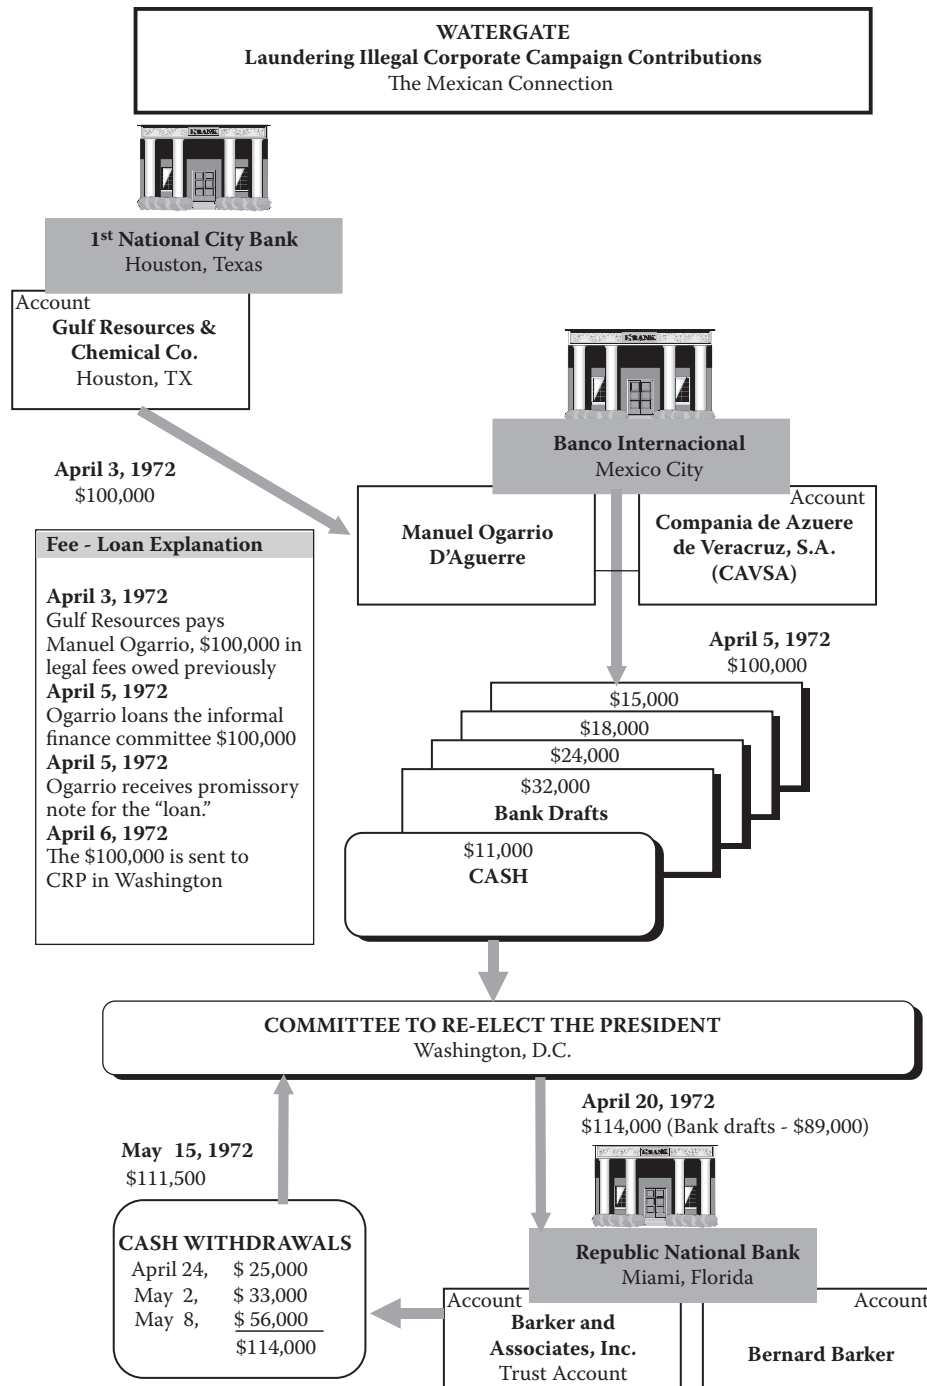 WATERGATE
Laundering Illegal Corporate Campaign Contributions
The Mexican Connection
BANK
1st National City Bank
Houston, Texas
Account
Gulf Resources &
Chemical Co.
Houston, TX
BANK
Banco Internacional
Mexico City
April 3, 1972
$100,000
Manuel Ogarrio
D'Aguerre
Account
Compania de Azuere
de Veracruz, S.A.
(CAVSA)
Fee - Loan Explanation
April 3, 1972
Gulf Resources pays
Manuel Ogarrio, $100,000 in
legal fees owed previously
April 5, 1972
Ogarrio loans the informal
finance committee $100,000
April 5, 1972
Ogarrio receives promissory
note for the “loan.”
April 6, 1972
The $100,000 is sent to
CRP in Washington
April 5, 1972
$100,000
$15,000
$18,000
$24,000
$32,000
Bank Drafts
$11,000
CASH
COMMITTEE TO RE-ELECT THE PRESIDENT
Washington, D.C.
April 20, 1972
$114,000 (Bank drafts - $89,000)
BANK
Republic National Bank
Miami, Florida
May 15, 1972
$111,500
CASH WITHDRAWALS
April 24, $ 25,000
May 2, $ 33,000
May 8, $ 56,000
$114,000
Account
Barker and
Associates, Inc.
Trust Account
Account
Bernard Barker